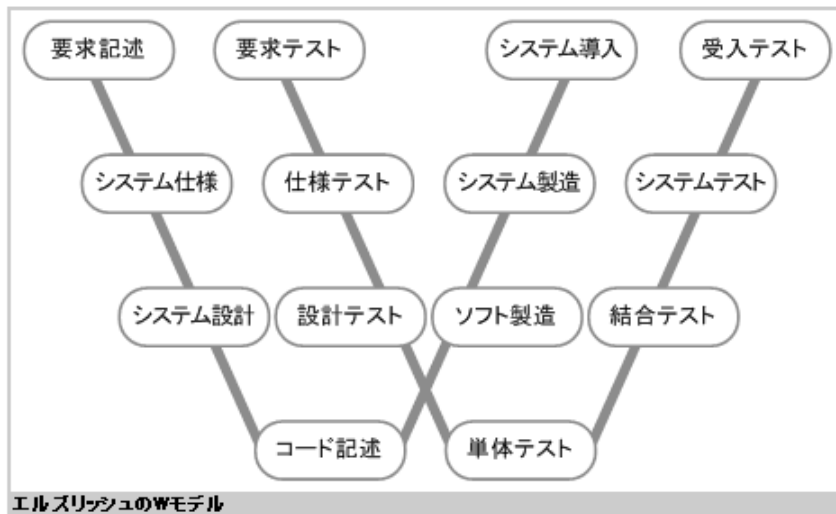 要求記述
要求テスト
システム導入
受入テスト
システム仕様
仕様テスト
システム製造
システムテスト
システム設計
設計テスト
ソフト製造
結合テスト
コード記述
単体テスト
エルズリッシュのWモデル